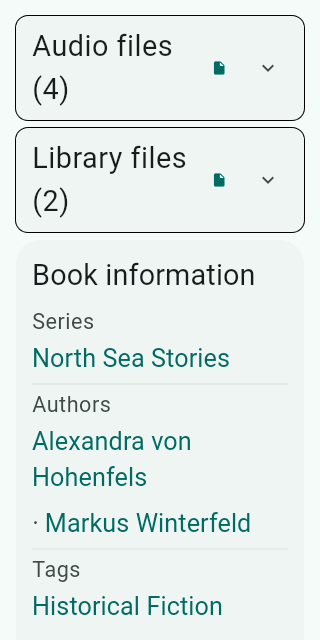 Audio files
(4)
Library files
(2)
Book information
Series
North Sea Stories
Authors
Alexandra von
Hohenfels
· Markus Winterfeld
Tags
Historical Fiction